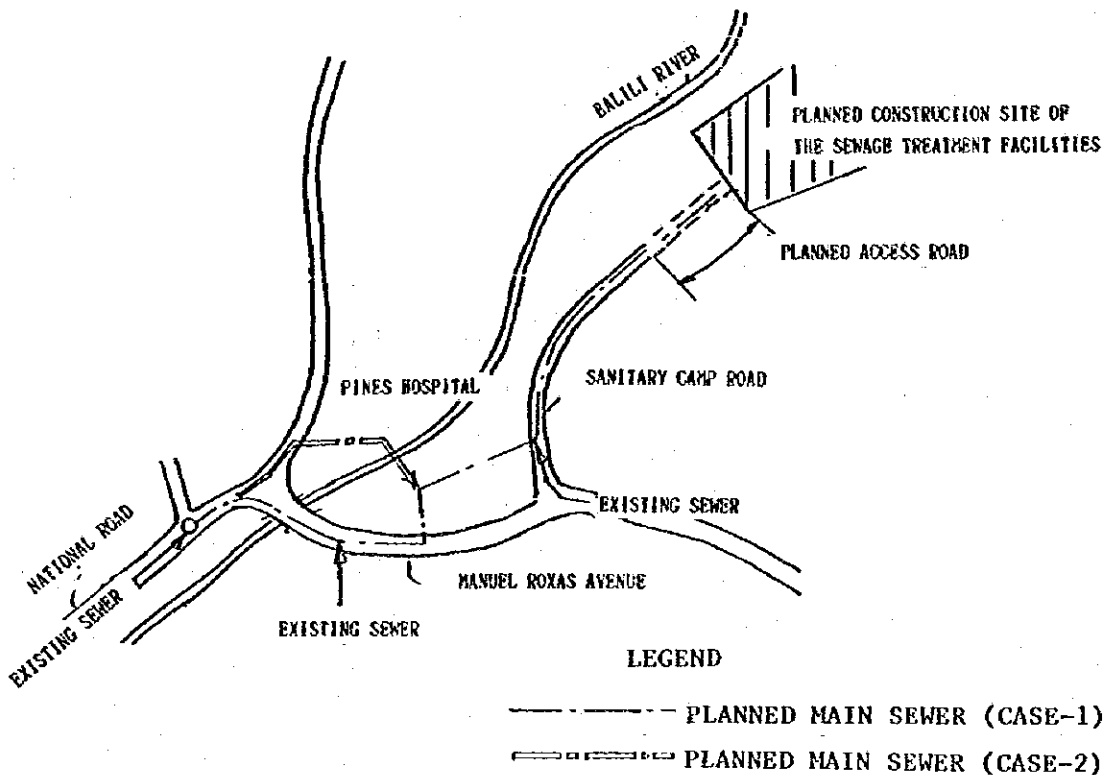 BALILI RIVER
PLANNED CONSTRUCTION SITE OF
THE SEWAGE TREATMENT FACILITIES
PLANNED ACCESS ROAD
PINES HOSPITAL
SANITARY CAMP ROAD
EXISTING SEWER
NATIONAL ROAD
MANUEL ROXAS AVENUE
EXISTING SEWER
EXISTING SEWER
LEGEND
PLANNED MAIN SEWER (CASE-1)
PLANNED MAIN SEWER (CASE-2)